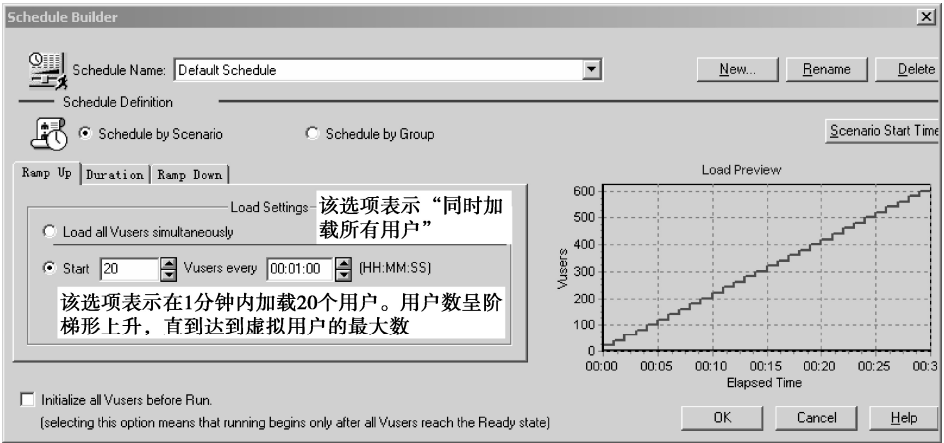 Schedule Builder
Schedule Name: Default Schedule
New... Rename Delete
Schedule Definition
Schedule by Scenario Schedule by Group
Scenario Start Time
Ramp Up Duration Ramp Down
Load Settings
该选项表示“同时加
载所有用户”
Load all Vusers simultaneously
Start 20 Vusers every 00:01:00 (HH:MM:SS)
该选项表示在1分钟内加载20个用户。用户数呈阶
梯形上升，直到达到虚拟用户的最大数
Load Preview
600
500
400
300
200
100
0
Vusers
00:00 00:05 00:10 00:15 00:20 00:25 00:3
Elapsed Time
Initialize all Vusers before Run.
(selecting this option means that running begins only after all Vusers reach the Ready state)
OK Cancel Help